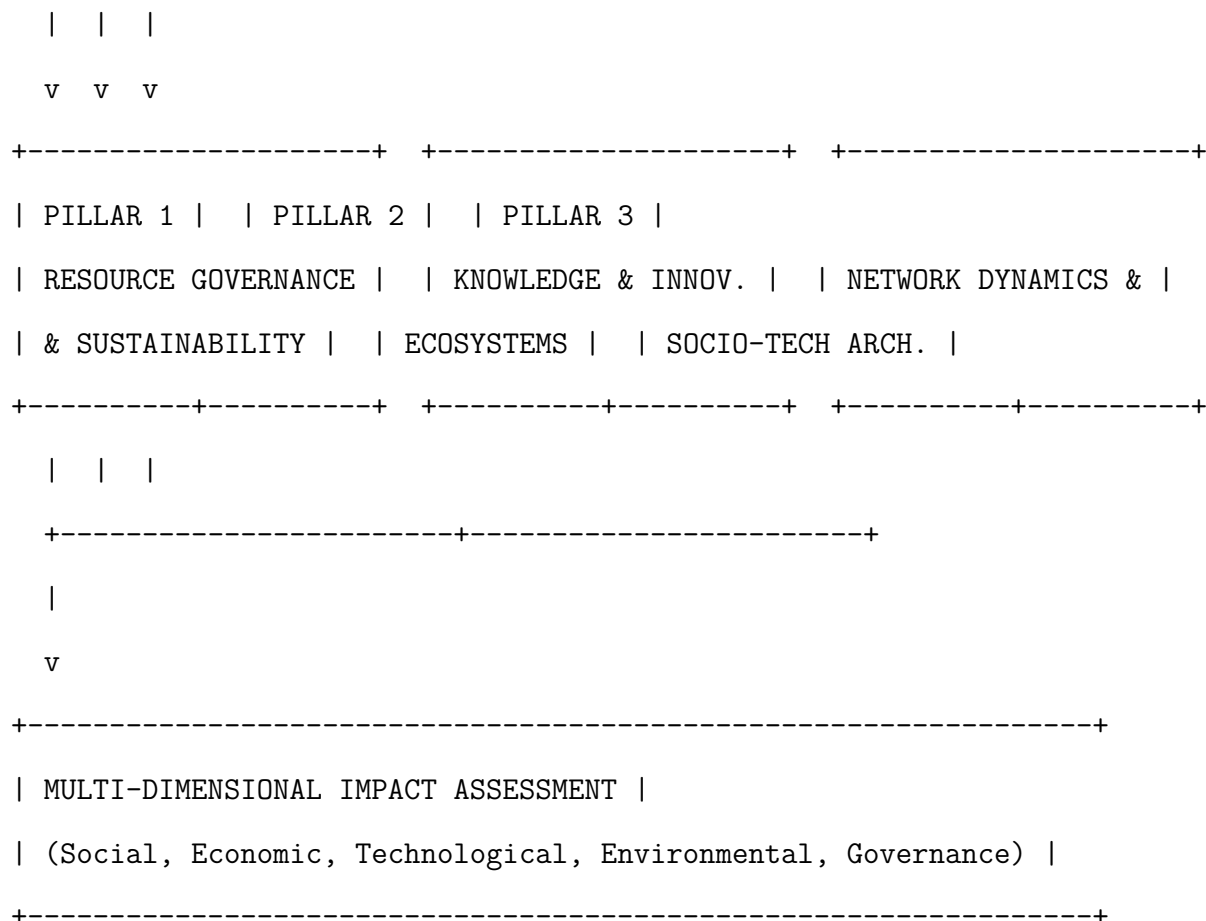 | | |
v v v
+---------------------+ +---------------------+ +---------------------+
| PILLAR 1 | | PILLAR 2 | | PILLAR 3 |
| RESOURCE GOVERNANCE | | KNOWLEDGE & INNOV. | | NETWORK DYNAMICS & |
| & SUSTAINABILITY | | ECOSYSTEMS | | SOCIO-TECH ARCH. |
+----------+----------+ +----------+----------+ +----------+----------+
| | |
+------------------------+------------------------+
|
v
+-----------------------------------------------------------------+
| MULTI-DIMENSIONAL IMPACT ASSESSMENT |
| (Social, Economic, Technological, Environmental, Governance) |
+-----------------------------------------------------------------+